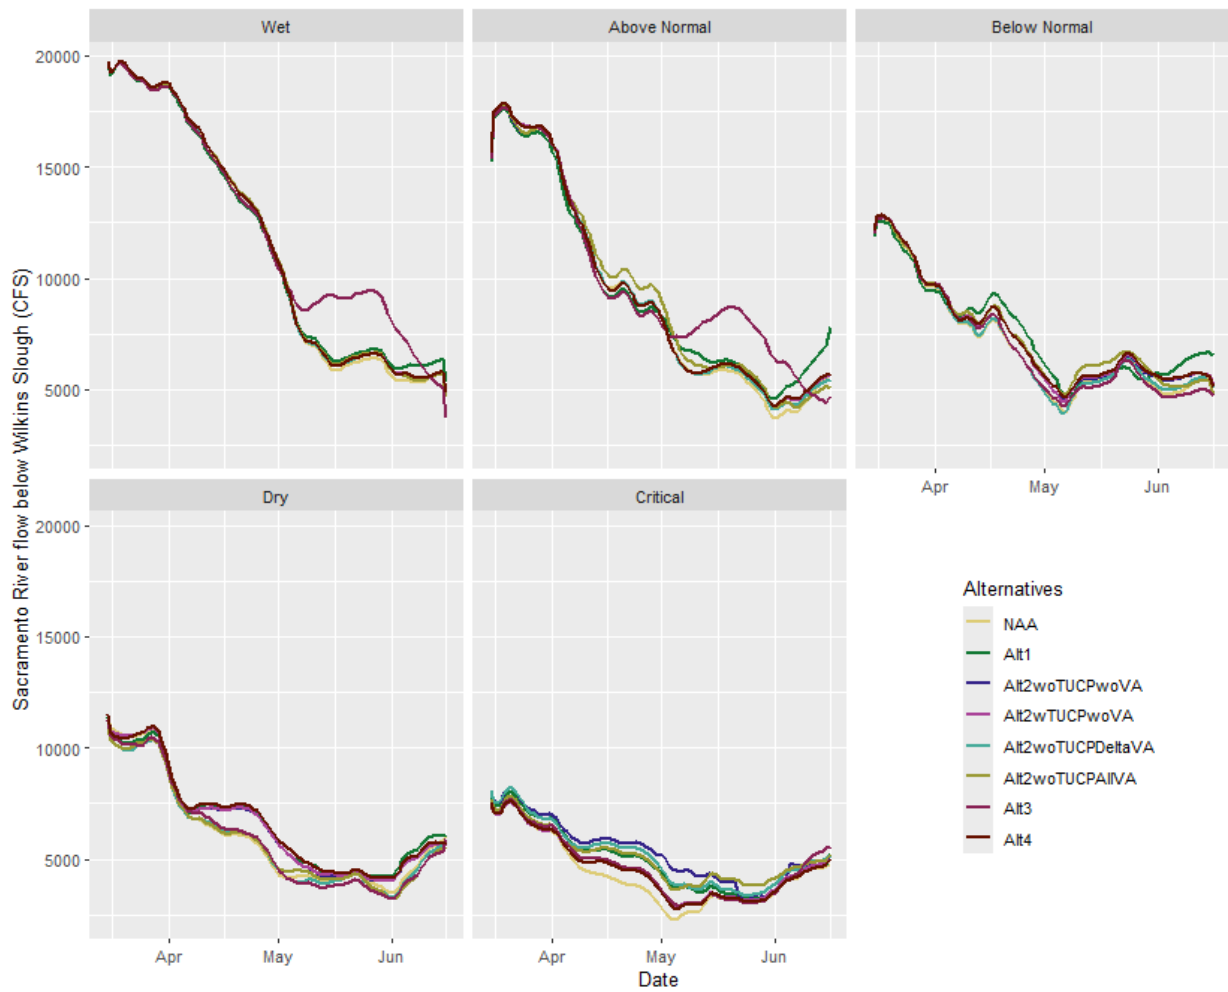 Wet
Above Normal
Below Normal
20000
15000
10000
5000
Apr
May
Jun
Dry
Critical
20000
15000
10000
5000
Apr
May
Jun
Apr
May
Jun
Date
Sacramento River flow below Wilkins Slough (CFS)
Alternatives
NAA
Alt1
Alt2woTUCPwoVA
Alt2wTUCPwoVA
Alt2woTUCPDeltaVA
Alt2woTUCPAllVA
Alt3
Alt4